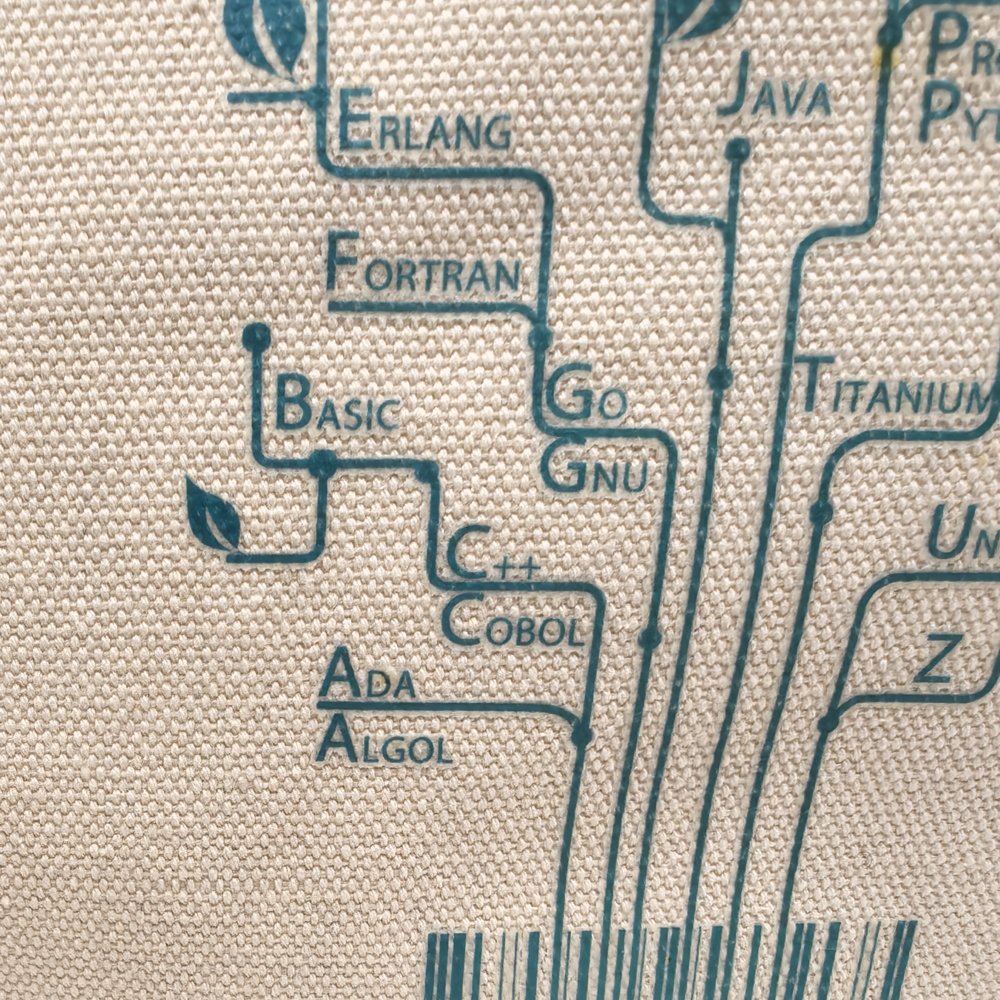 JAVA
ERLANG
FORTRAN
BASIC
GO
GNU
TITANIUM
C++
COBOL
Z
ADA
ALGOL